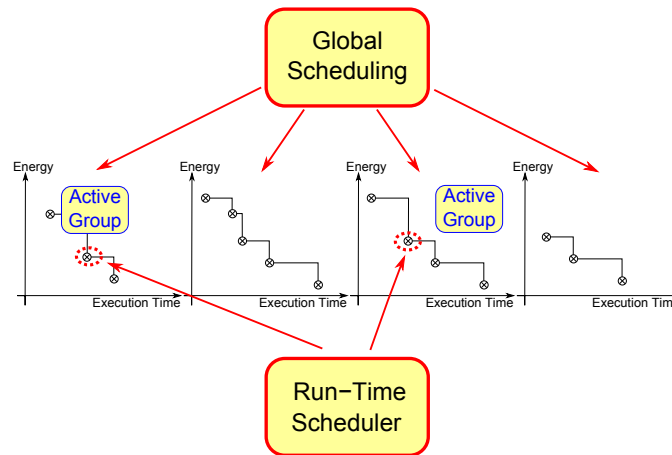 Global
Scheduling
Energy
Energy
Energy
Energy
Active
Group
Active
Group
Execution Time
Execution Time
Execution Time
Execution Time
Run−Time
Scheduler